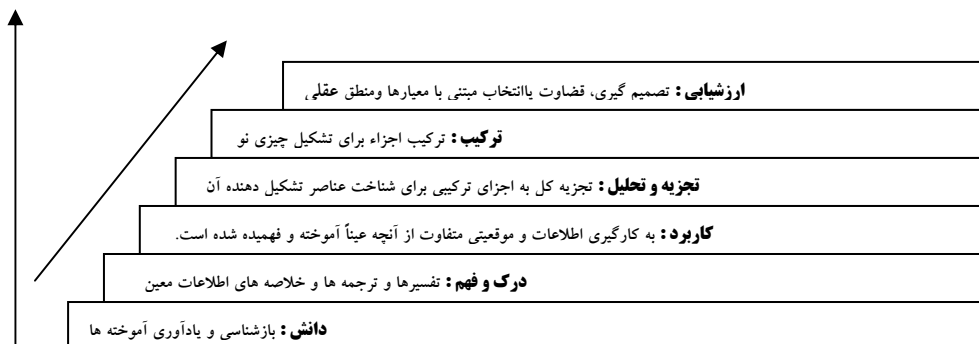 ارزشیابی : تصمیم گیری، قضاوت یاانتخاب مبتنی با معیارها ومنطق عقلی
ترکیب : ترکیب اجزاء برای تشکیل چیزی نو
تجزیه و تحلیل : تجزیه کل به اجزای ترکیبی برای شناخت عناصر تشکیل دهنده آن
کاربرد : به کارگیری اطلاعات و موقعیتی متفاوت از آنچه عیناً آموخته و فهمیده شده است.
درک و فهم : تفسیرها و ترجمه ها و خلاصه های اطلاعات معین
دانش : بازشناسی و یادآوری آموخته ها